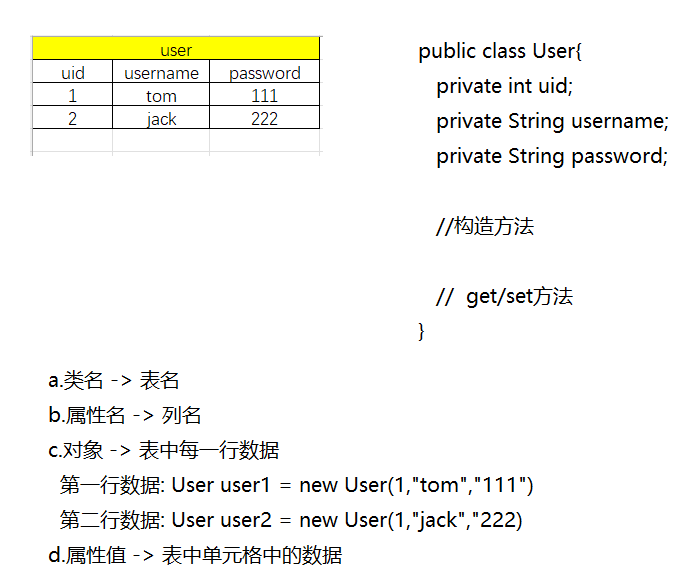 user
uid username password
1 tom 111
2 jack 222
public class User{
private int uid;
private String username;
private String password;
//构造方法
// get/set方法
}
a.类名 -> 表名
b.属性名 -> 列名
c.对象 -> 表中每一行数据
第一行数据: User user1 = new User(1,"tom","111")
第二行数据: User user2 = new User(1,"jack","222)
d.属性值 -> 表中单元格中的数据